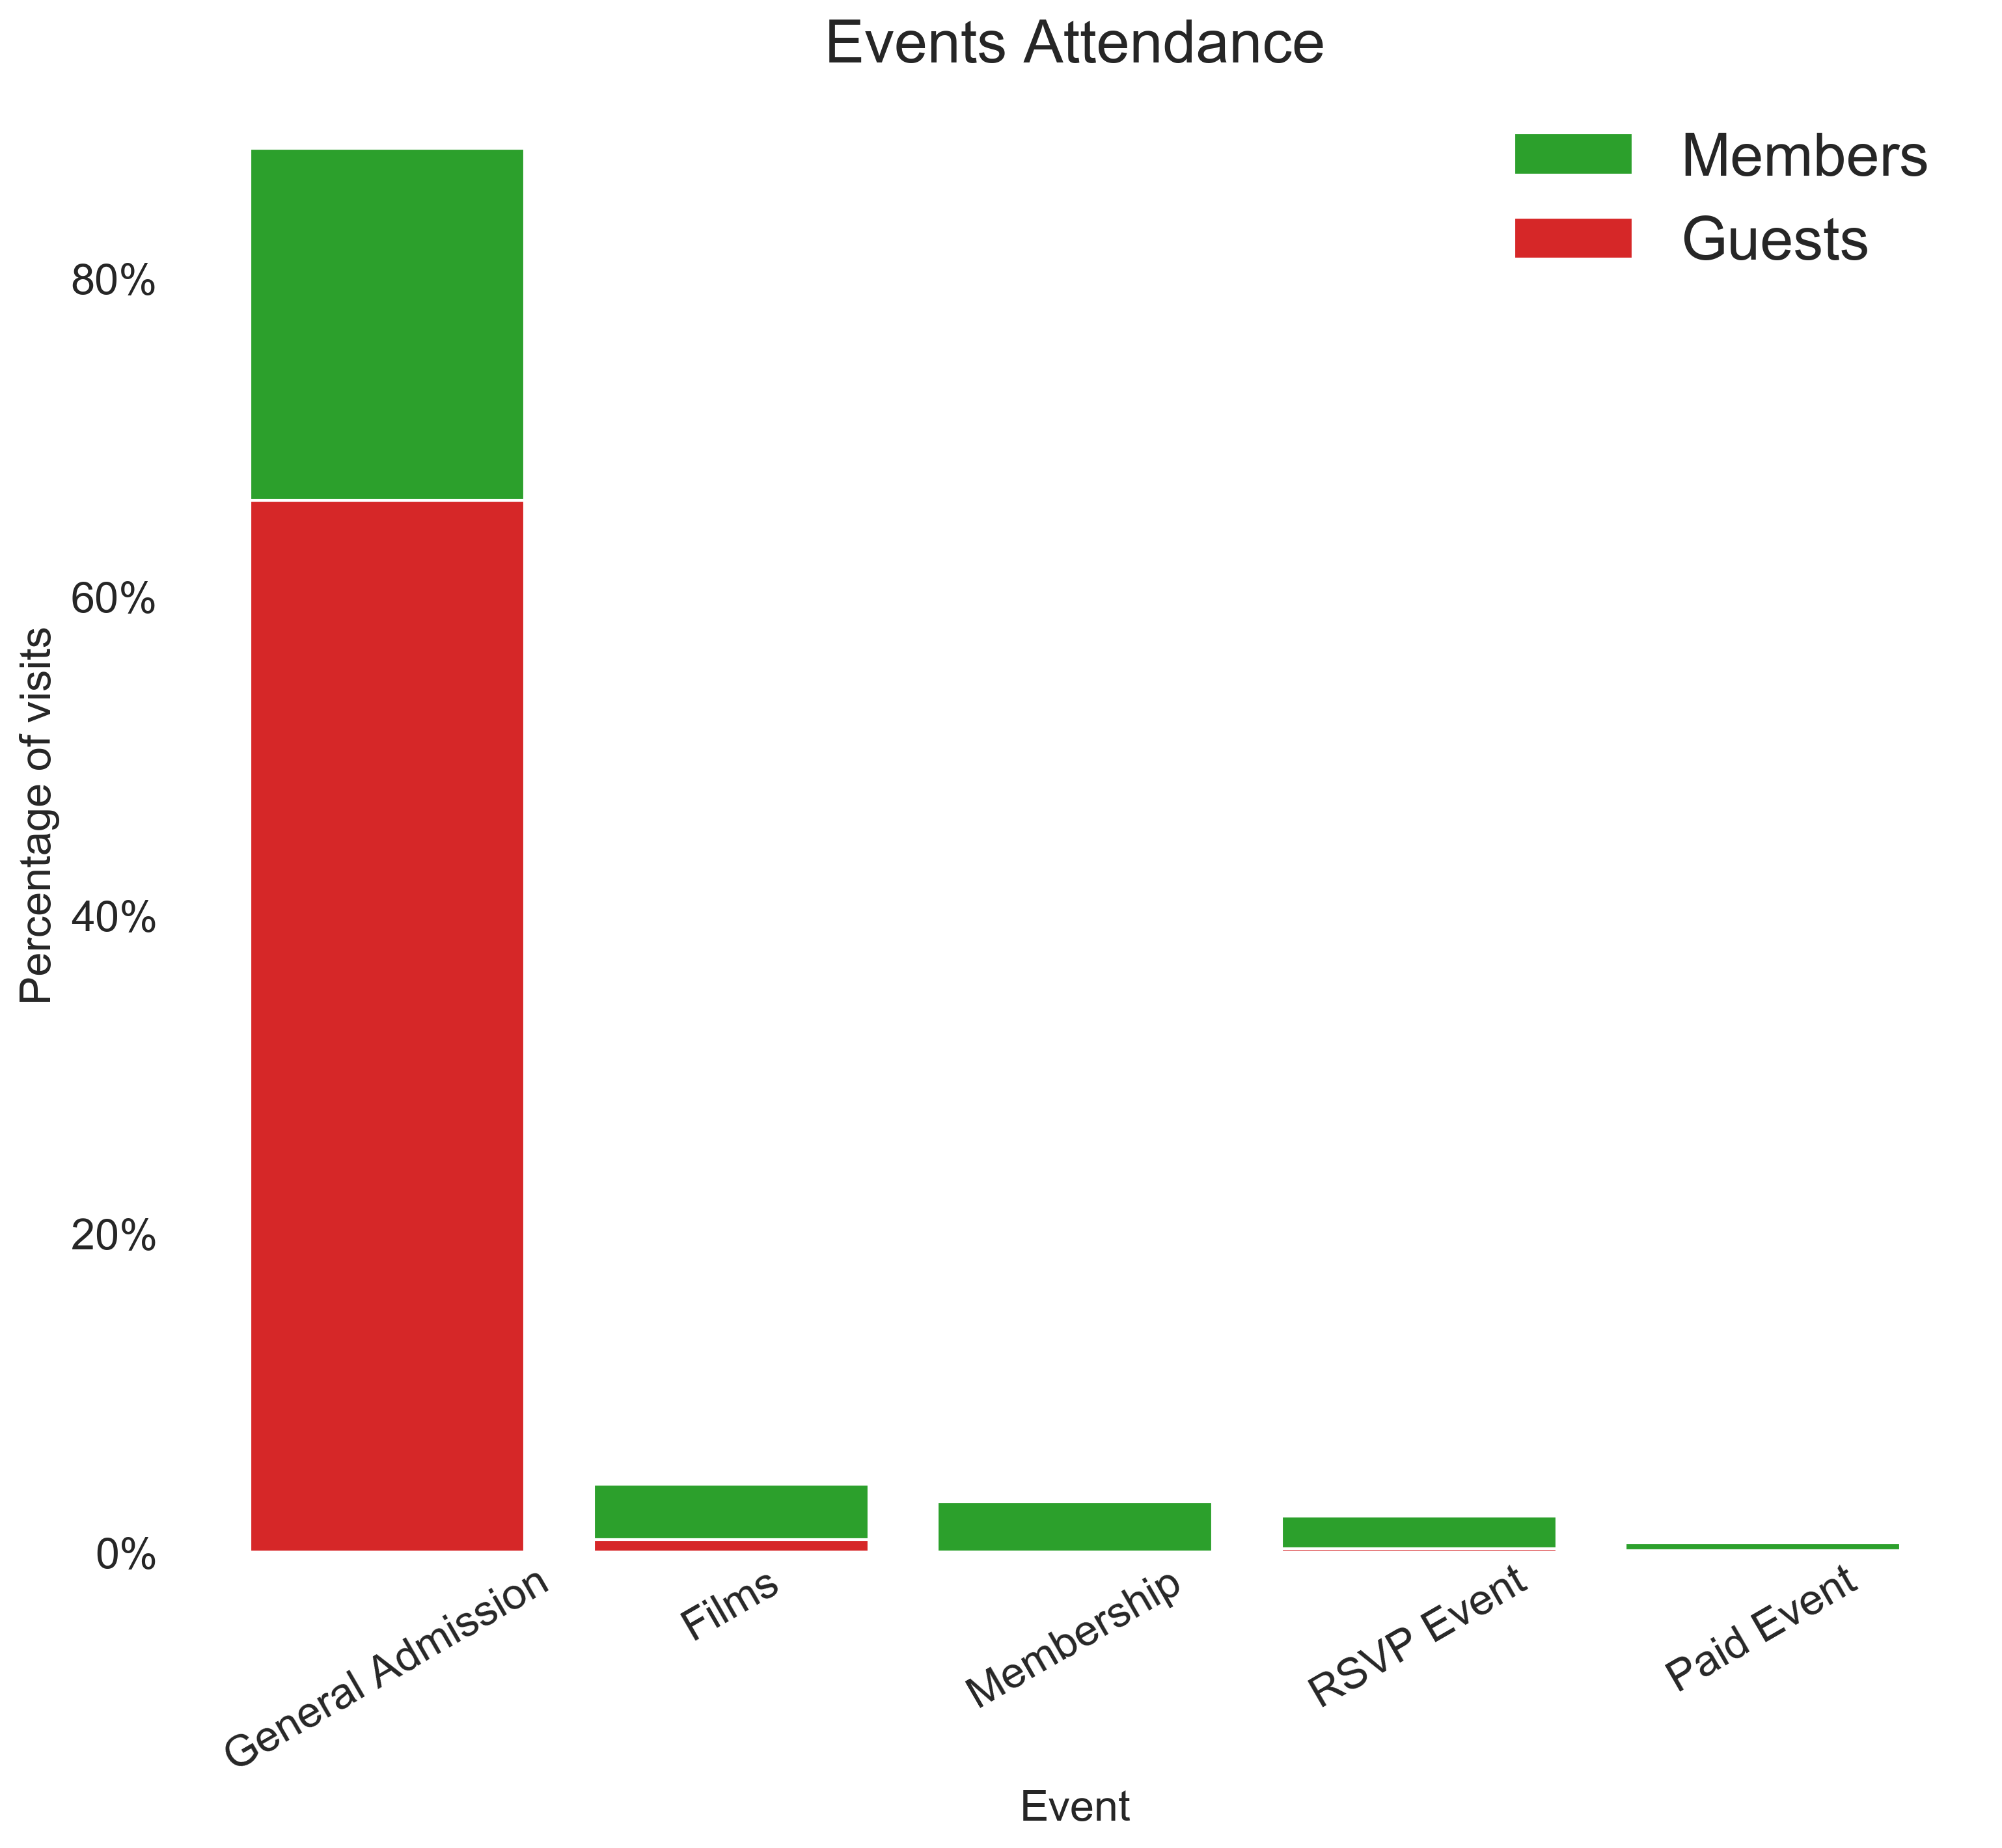 Events Attendance
Members
Guests
80%
60%
40%
20%
0%
Percentage of visits
General Admission
Films
Membership
RSVP Event
Paid Event
Event